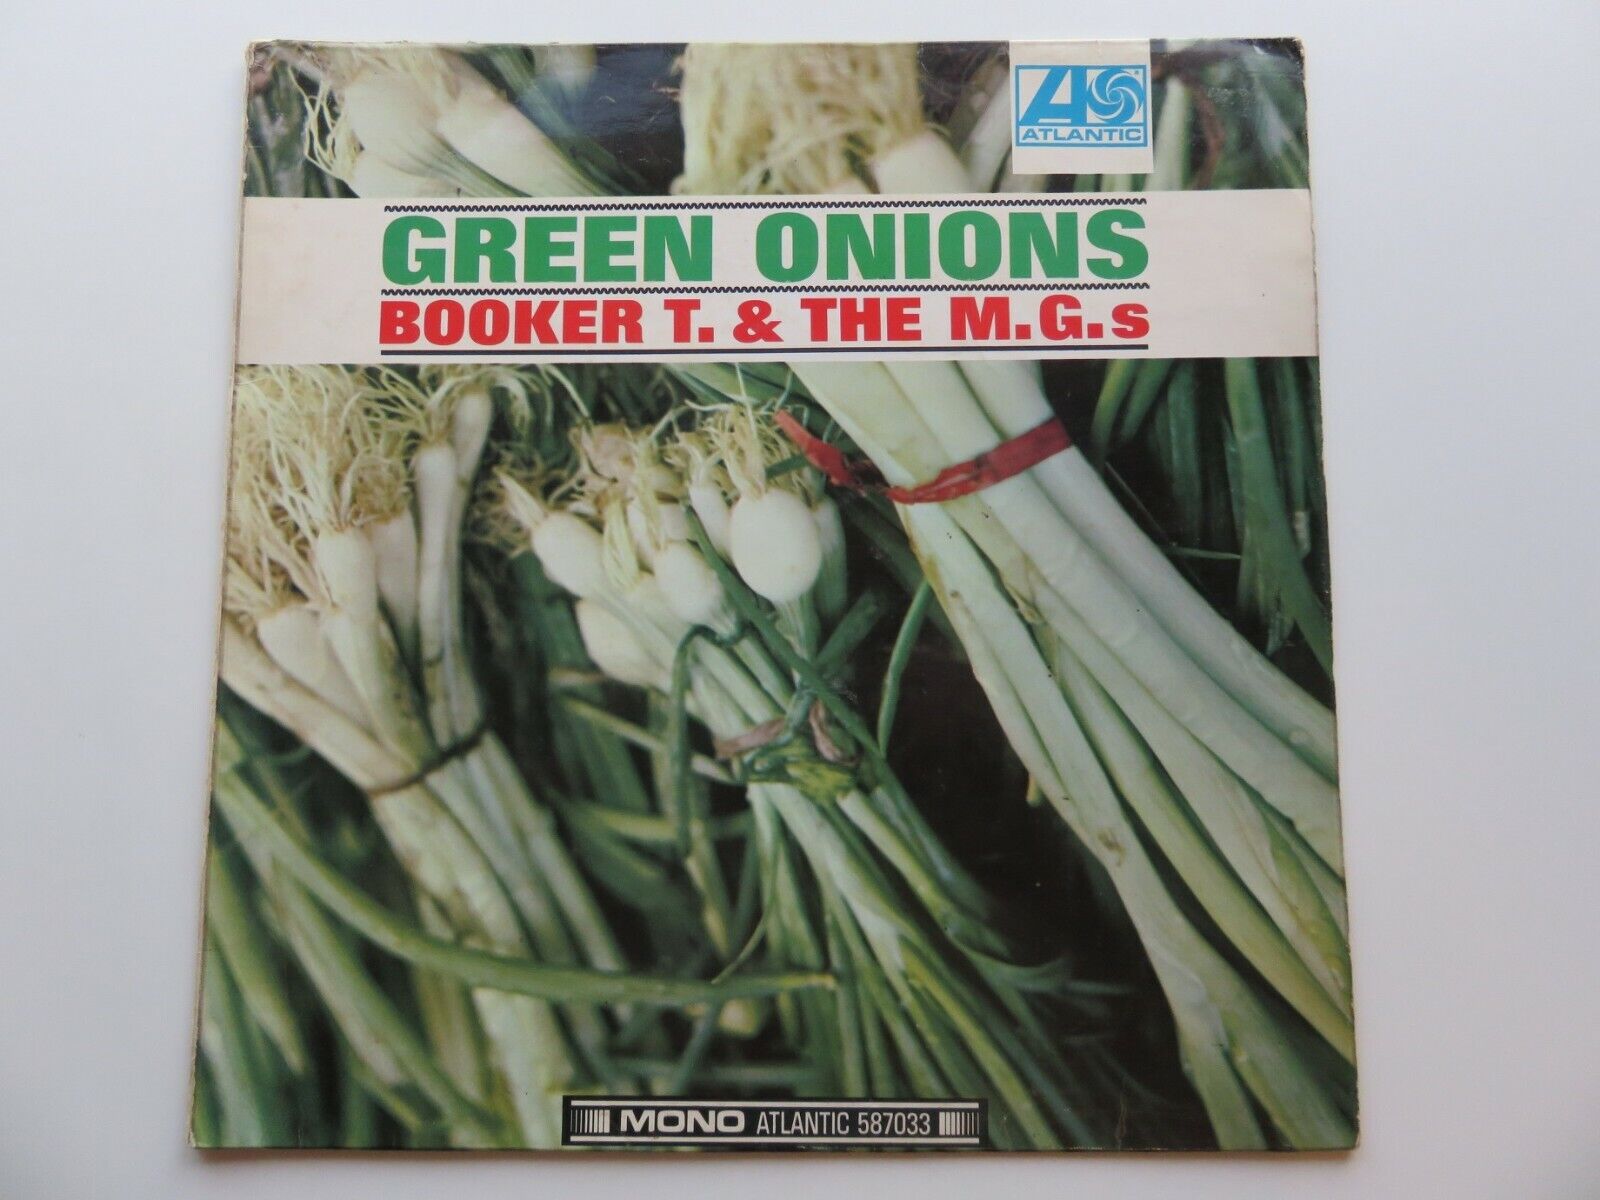 ATLANTIC
GREEN ONIONS
BOOKER T. & THE M.G.s
MONO ATLANTIC 587033